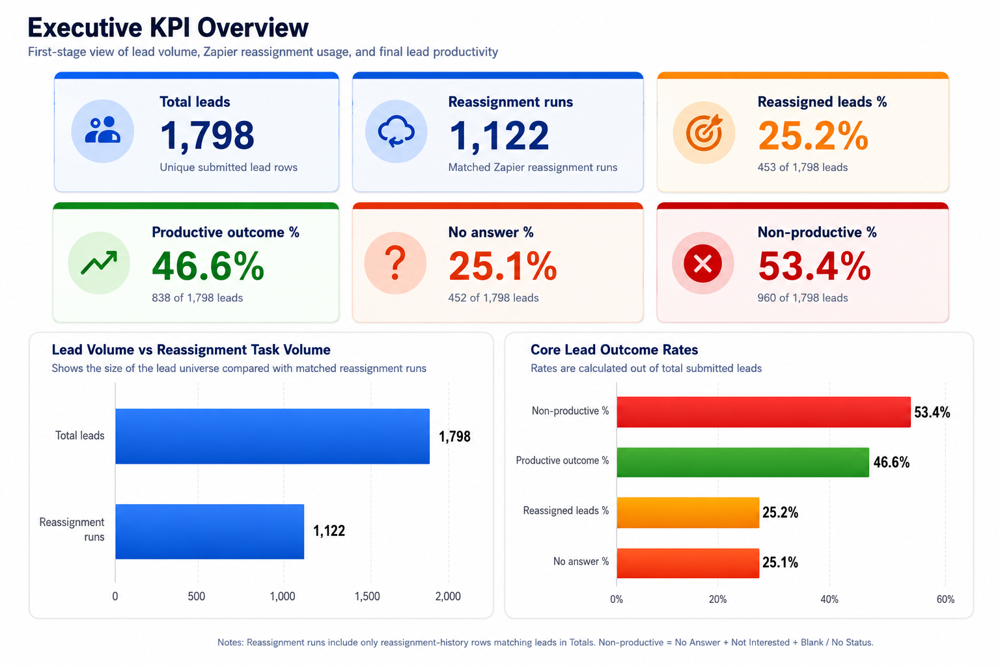 Executive KPI Overview
First-stage view of lead volume, Zapier reassignment usage, and final lead productivity
Total leads
1,798
Unique submitted lead rows
Reassignment runs
1,122
Matched Zapier reassignment runs
Reassigned leads %
25.2%
453 of 1,798 leads
Productive outcome %
46.6%
838 of 1,798 leads
No answer %
25.1%
452 of 1,798 leads
Non-productive %
53.4%
960 of 1,798 leads
Lead Volume vs Reassignment Task Volume
Shows the size of the lead universe compared with matched reassignment runs
Total leads
1,798
Reassignment
runs
1,122
0
500
1,000
1,500
2,000
Core Lead Outcome Rates
Rates are calculated out of total submitted leads
Non-productive %
53.4%
Productive outcome %
46.6%
Reassigned leads %
25.2%
No answer %
25.1%
0%
20%
40%
60%
Notes: Reassignment runs include only reassignment-history rows matching leads in Totals. Non-productive = No Answer + Not Interested + Blank / No Status.